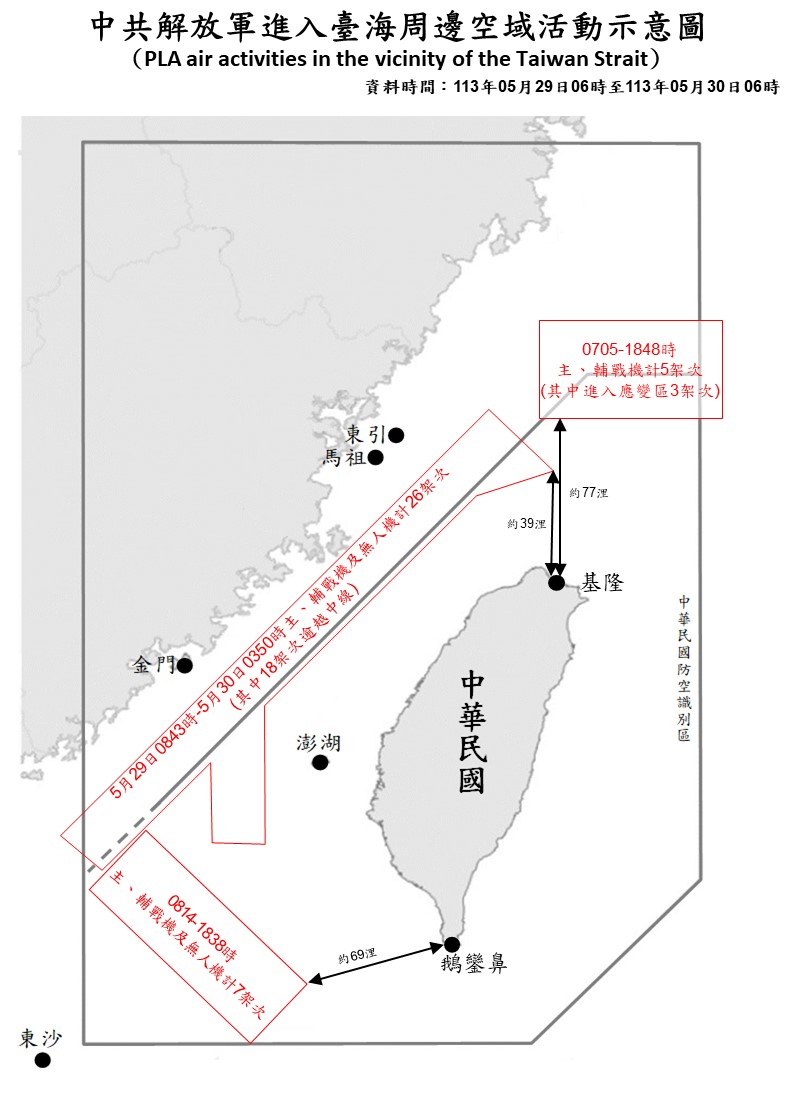 中共解放軍進入臺海周邊空域活動示意圖
（PLA air activities in the vicinity of the Taiwan Strait）
資料時間：113年05月29日06時至113年05月30日06時
0705-1848時
主、輔戰機計5架次
(其中進入應變區3架次)
東引
馬祖
約77浬
約39浬
基隆
5月29日0843時-5月30日0350時主、輔戰機及無人機計26架次
(其中18架次逾越中線)
中華民國防空識別區
金門
中華民國
澎湖
0814-1838時
主、輔戰機及無人機計7架次
約69浬
鵝鑾鼻
東沙